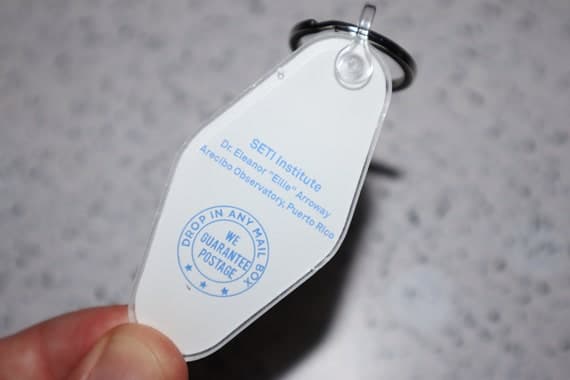 SETI Institute
Dr. Eleanor "Ellie" Arroway
Arecibo Observatory, Puerto Rico
DROP IN ANY MAIL BOX
WE
GUARANTEE
POSTAGE